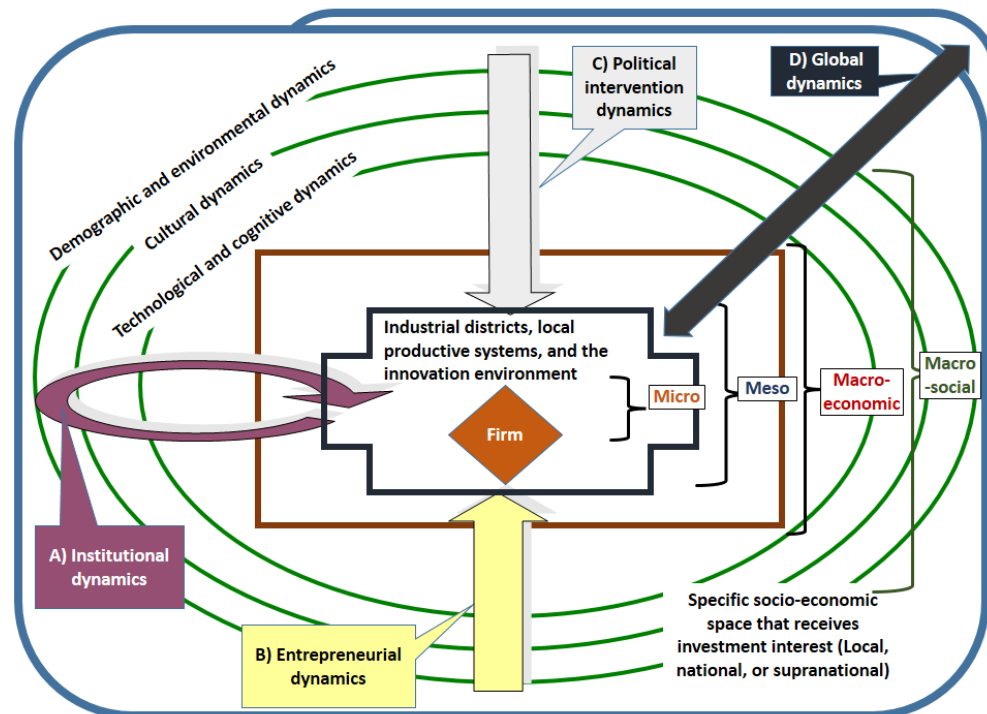 C) Political
intervention
dynamics
D) Global
dynamics
Demographic and environmental dynamics
Cultural dynamics
Technological and cognitive dynamics
Industrial districts, local
productive systems, and the
innovation environment
Firm
Micro
Meso
Macro-
economic
Macro
-social
A) Institutional
dynamics
B) Entrepreneurial
dynamics
Specific socio-economic
space that receives
investment interest (Local,
national, or supranational)